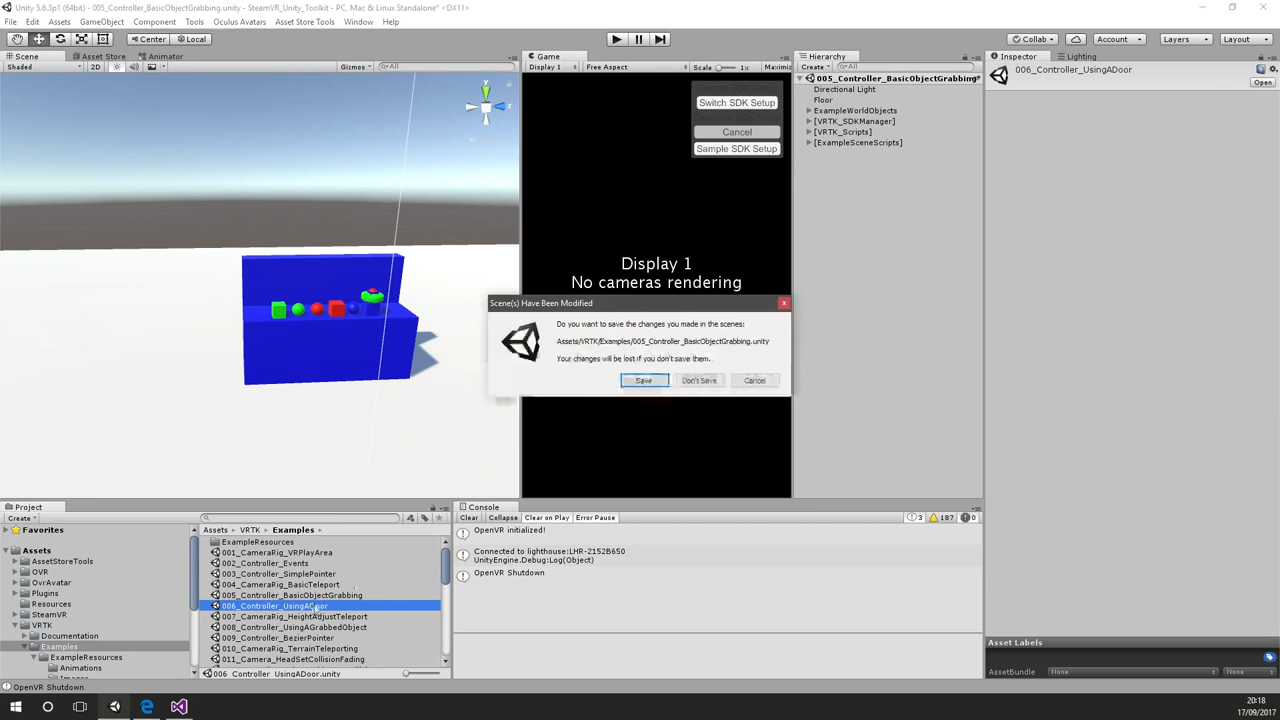 Unity 5.6.3p1 (64bit) - 005_Controller_BasicObjectGrabbing.unity - SteamVR_Unity_Toolkit - PC, Mac & Linux Standalone* <DX11>
File Edit Assets GameObject Component Tools Oculus Avatars Asset Store Tools Window Help
Center Local Collab Account Layers Layout
Scene Asset Store Animator
Shaded 2D Gizmos All
y
z
Game
Display 1 Free Aspect Scale 1x Maximiz
Switch SDK Setup
Cancel
Sample SDK Setup
Display 1
No cameras rendering
Hierarchy
Create All
005_Controller_BasicObjectGrabbing*
Directional Light
Floor
ExampleWorldObjects
[VRTK_SDKManager]
[VRTK_Scripts]
[ExampleSceneScripts]
Inspector Lighting
006_Controller_UsingADoor
Open
Scene(s) Have Been Modified
Do you want to save the changes you made in the scenes:
Assets/VRTK/Examples/005_Controller_BasicObjectGrabbing.unity
Your changes will be lost if you don't save them.
Save Don't Save Cancel
Project
Create
Favorites
Assets
AssetStoreTools
OVR
OvrAvatar
Plugins
Resources
SteamVR
VRTK
Documentation
Examples
ExampleResources
Animations
Assets VRTK Examples
ExampleResources
001_CameraRig_VRPlayArea
002_Controller_Events
003_Controller_SimplePointer
004_CameraRig_BasicTeleport
005_Controller_BasicObjectGrabbing
006_Controller_UsingADoor
007_CameraRig_HeightAdjustTeleport
008_Controller_UsingAGrabbedObject
009_Controller_BezierPointer
010_CameraRig_TerrainTeleporting
011_Camera_HeadSetCollisionFading
006_Controller_UsingADoor.unity
Console
Clear Collapse Clear on Play Error Pause 3 187 0
OpenVR initialized!
Connected to lighthouse:LHR-2152B650
UnityEngine.Debug:Log(Object)
OpenVR Shutdown
Asset Labels
AssetBundle None None
OpenVR Shutdown
20:18
17/09/2017